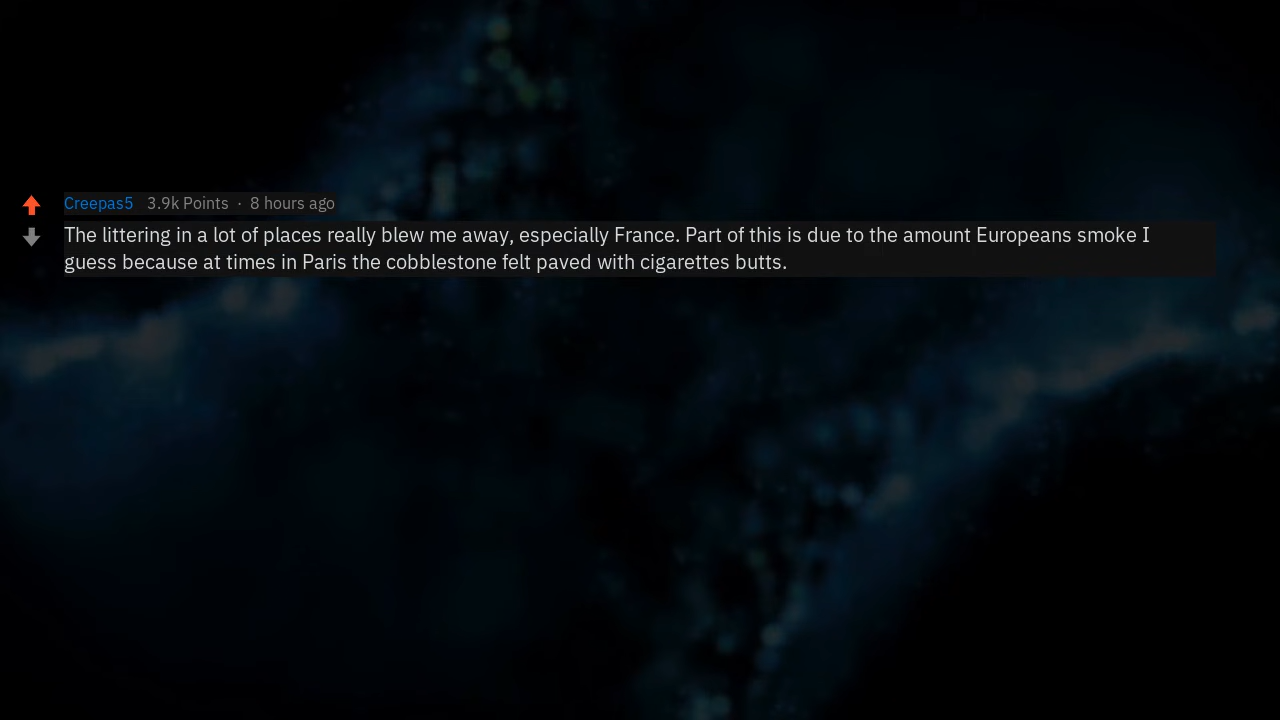 Creepas5 3.9k Points · 8 hours ago
The littering in a lot of places really blew me away, especially France. Part of this is due to the amount Europeans smoke I
guess because at times in Paris the cobblestone felt paved with cigarettes butts.